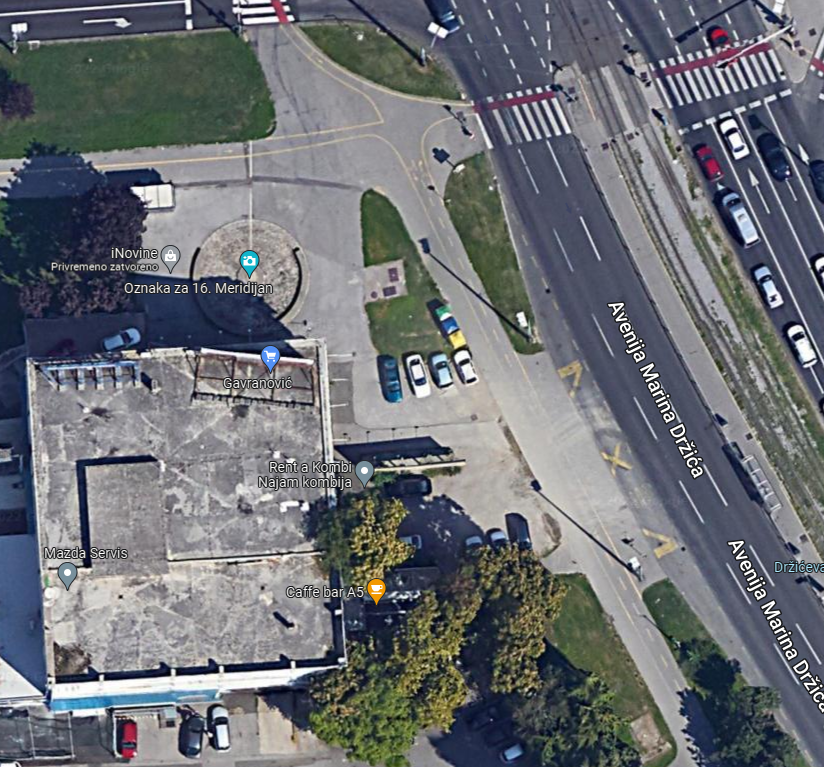 iNovine
Privremeno zatvoreno
Oznaka za 16. Meridijan
Gavranović
Avenija Marina Držića
Rent a Kombi
Najam kombija
Mazda Servis
Caffe bar A5
Avenija Marina Držića
Držićeva